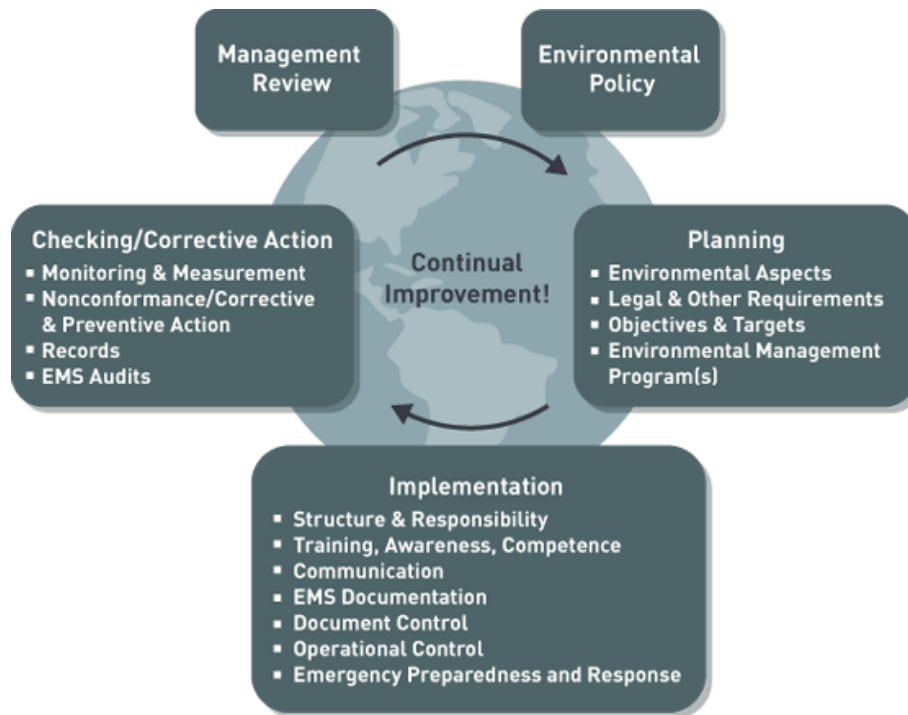 Management
Review
Environmental
Policy
Checking/Corrective Action
▪ Monitoring & Measurement
▪ Nonconformance/Corrective
& Preventive Action
▪ Records
▪ EMS Audits
Continual
Improvement!
Planning
▪ Environmental Aspects
▪ Legal & Other Requirements
▪ Objectives & Targets
▪ Environmental Management
Program(s)
Implementation
▪ Structure & Responsibility
▪ Training, Awareness, Competence
▪ Communication
▪ EMS Documentation
▪ Document Control
▪ Operational Control
▪ Emergency Preparedness and Response